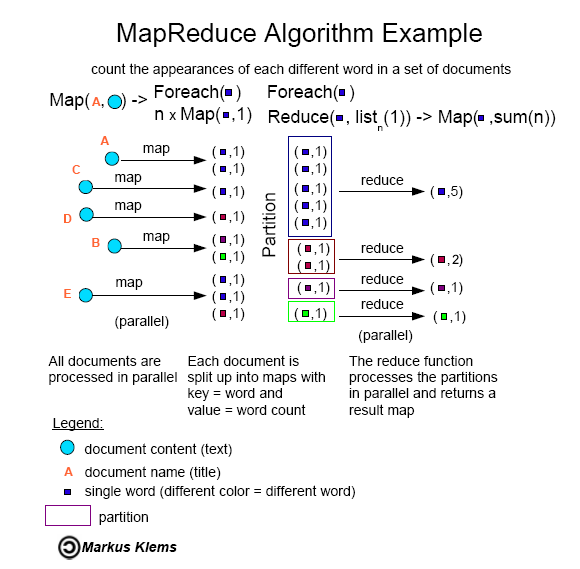 MapReduce Algorithm Example
count the appearances of each different word in a set of documents
Map(A, ) -> Foreach( )
n x Map( ,1)
Foreach( )
Reduce( , list n (1)) -> Map( ,sum(n))
A
map
( ,1)
( ,1)
C
map
( ,1)
D
map
( ,1)
B
map
( ,1)
( ,1)
E
map
( ,1)
( ,1)
( ,1)
(parallel)
Partition
( ,1)
( ,1)
( ,1)
( ,1)
( ,1)
reduce
( ,5)
( ,1)
( ,1)
reduce
( ,2)
( ,1)
reduce
( ,1)
( ,1)
reduce
( ,1)
(parallel)
All documents are
processed in parallel
Each document is
split up into maps with
key = word and
value = word count
The reduce function
processes the partitions
in parallel and returns a
result map
Legend:
document content (text)
A document name (title)
single word (different color = different word)
partition
Markus Klems